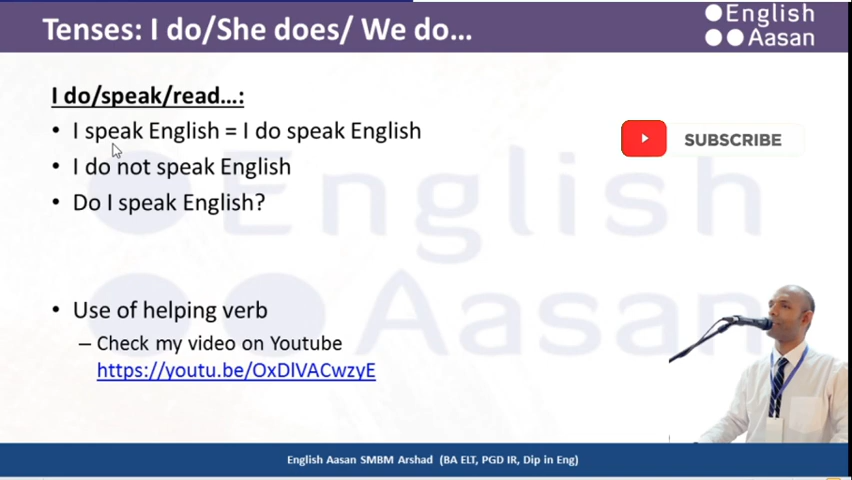 Tenses: I do/She does/ We do...
English
Aasan
I do/speak/read...:
• I speak English = I do speak English
• I do not speak English
• Do I speak English?
SUBSCRIBE
English
Aasan
• Use of helping verb
– Check my video on Youtube
https://youtu.be/OxDlVACwzyE
English Aasan SMBM Arshad (BA ELT, PGD IR, Dip in Eng)